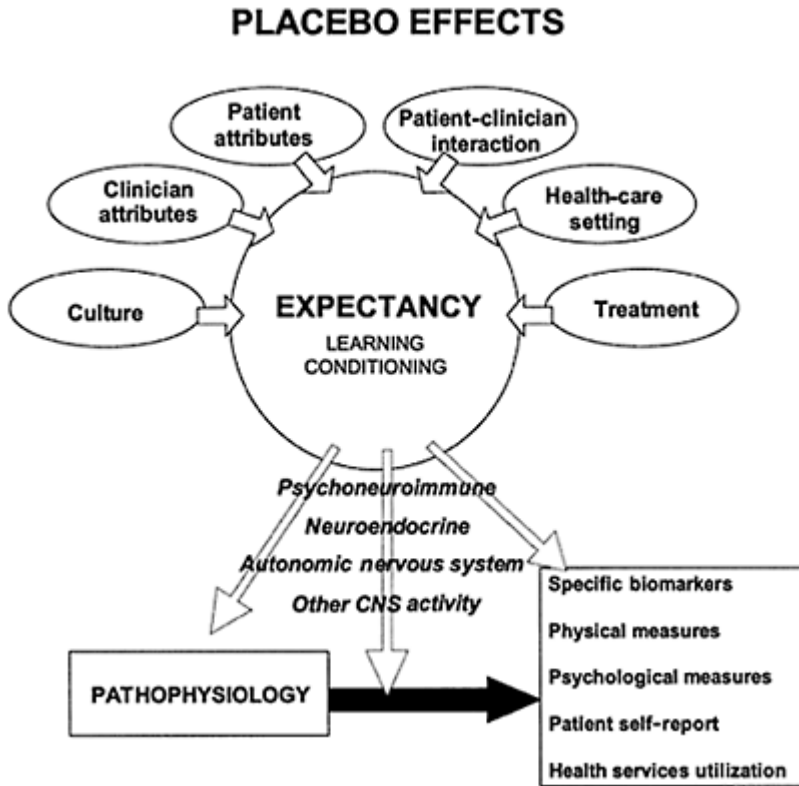 PLACEBO EFFECTS
Patient
attributes
Patient-clinician
interaction
Clinician
attributes
Health-care
setting
Culture
EXPECTANCY
LEARNING
CONDITIONING
Treatment
Psychoneuroimmune
Neuroendocrine
Autonomic nervous system
Other CNS activity
PATHOPHYSIOLOGY
Specific biomarkers
Physical measures
Psychological measures
Patient self-report
Health services utilization